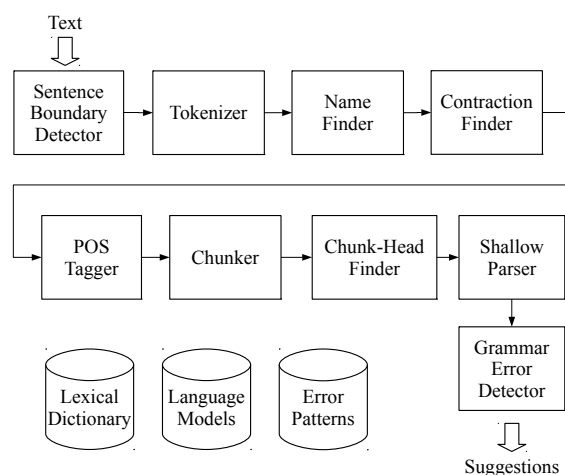 Text
Sentence
Boundary
Detector
Tokenizer
Name
Finder
Contraction
Finder
POS
Tagger
Chunker
Chunk-Head
Finder
Shallow
Parser
Grammar
Error
Detector
Lexical
Dictionary
Language
Models
Error
Patterns
Suggestions